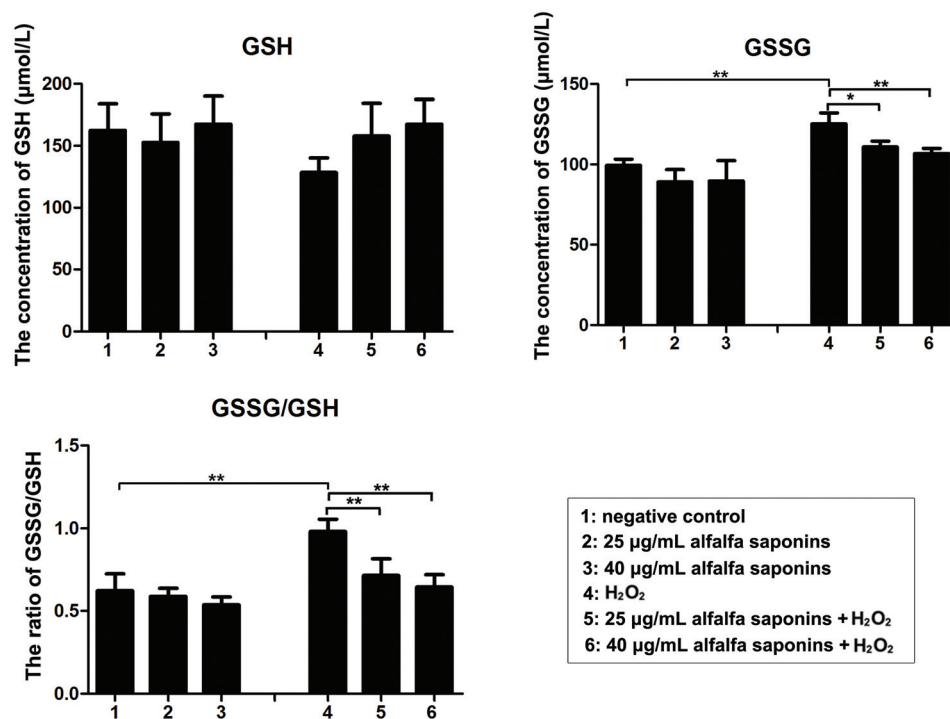 GSH
The concentration of GSH (µmol/L)
200
150
100
50
0
1 2 3 4 5 6
GSSG
The concentration of GSSG (µmol/L)
150
100
50
0
**
**
*
1 2 3 4 5 6
GSSG/GSH
The ratio of GSSG/GSH
1.5
1.0
0.5
0.0
**
**
**
1 2 3 4 5 6
1: negative control
2: 25 µg/mL alfalfa saponins
3: 40 µg/mL alfalfa saponins
4: H₂O₂
5: 25 µg/mL alfalfa saponins + H₂O₂
6: 40 µg/mL alfalfa saponins + H₂O₂